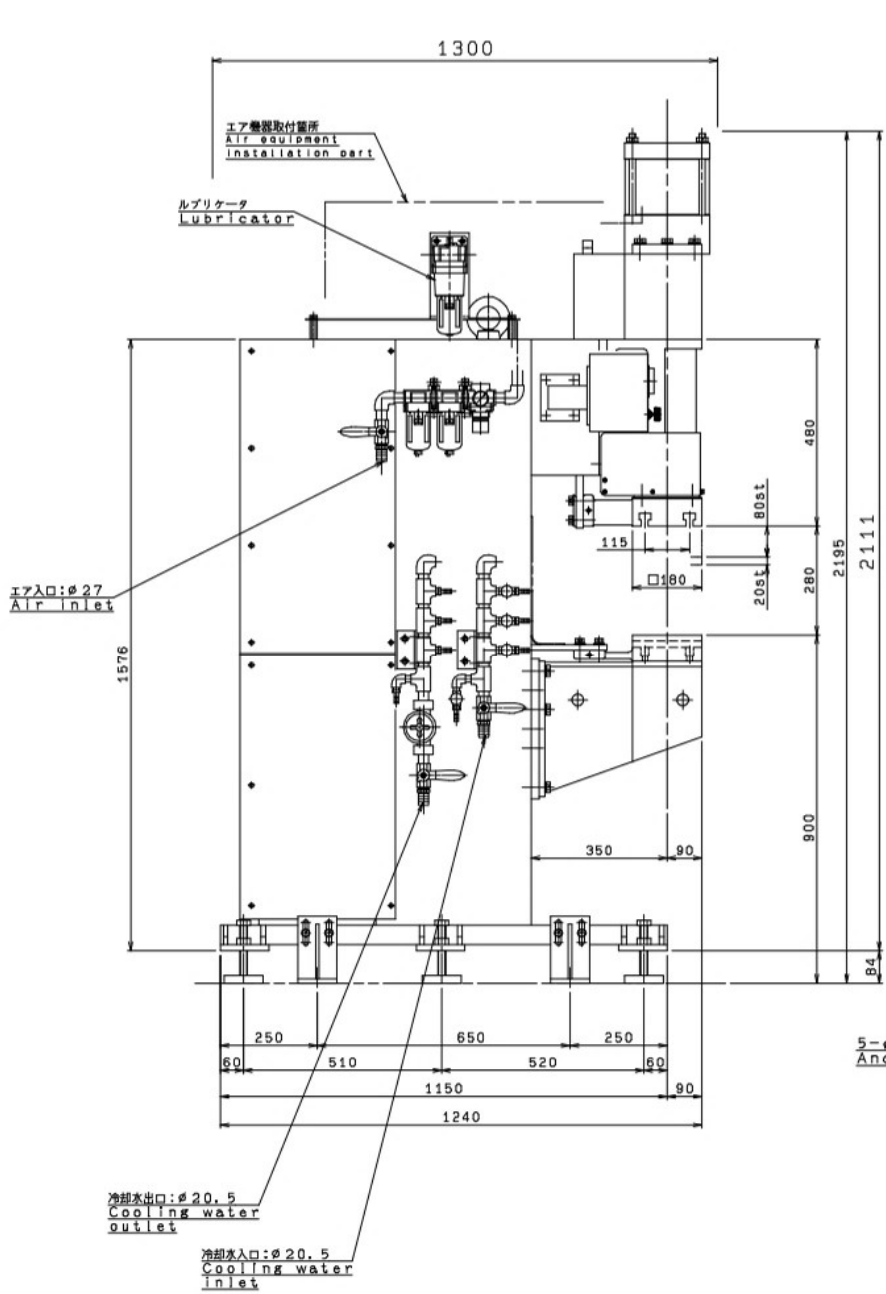 1300
エア機器取付箇所
Air equipment
installation part
ルブリケータ
Lubricator
480
80st
115
2195
2111
□180
280
20st
エア入口:φ27
Air inlet
1576
900
350
90
84
250
650
250
5-φ
Anc
60
510
520
60
1150
90
1240
冷却水出口:φ20.5
Cooling water
outlet
冷却水入口:φ20.5
Cooling water
inlet